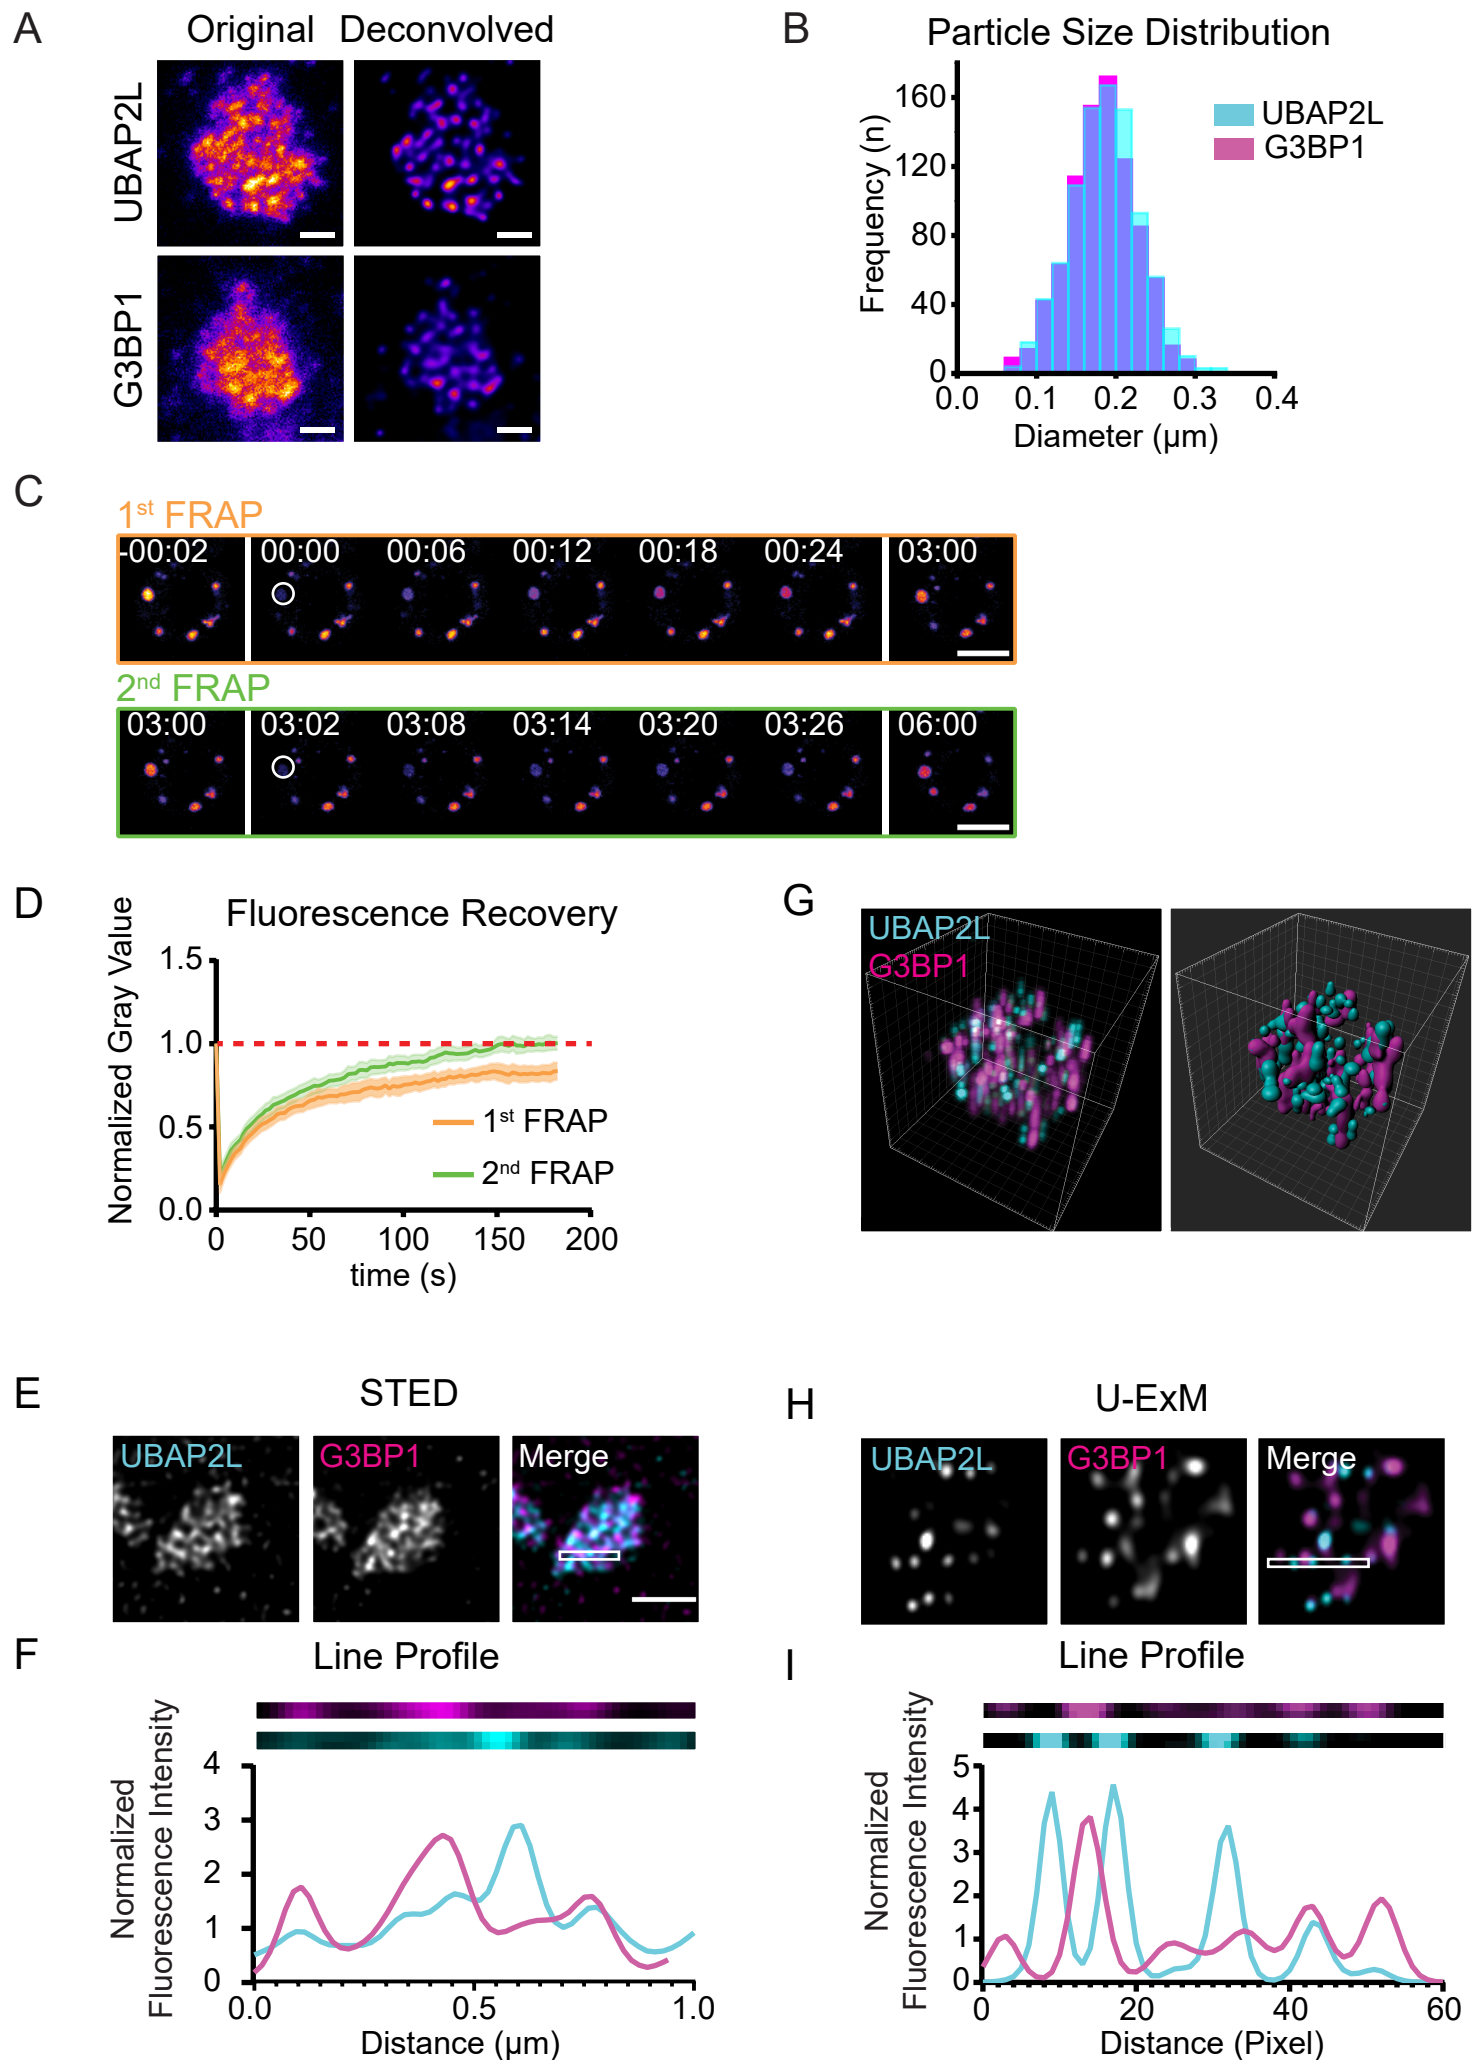 A
Original
Deconvolved
UBAP2L
G3BP1
B
Particle Size Distribution
Frequency (n)
160
120
80
40
0
0.0
0.1
0.2
0.3
0.4
Diameter (µm)
UBAP2L
G3BP1
C
1st FRAP
-00:02
00:00
00:06
00:12
00:18
00:24
03:00
2nd FRAP
03:00
03:02
03:08
03:14
03:20
03:26
06:00
D
Fluorescence Recovery
Normalized Gray Value
1.5
1.0
0.5
0.0
0
50
100
150
200
time (s)
1st FRAP
2nd FRAP
G
UBAP2L
G3BP1
E
STED
UBAP2L
G3BP1
Merge
H
U-ExM
UBAP2L
G3BP1
Merge
F
Line Profile
Normalized
Fluorescence Intensity
4
3
2
1
0
0.0
0.5
1.0
Distance (µm)
I
Line Profile
Normalized
Fluorescence Intensity
5
4
3
2
1
0
0
20
40
60
Distance (Pixel)